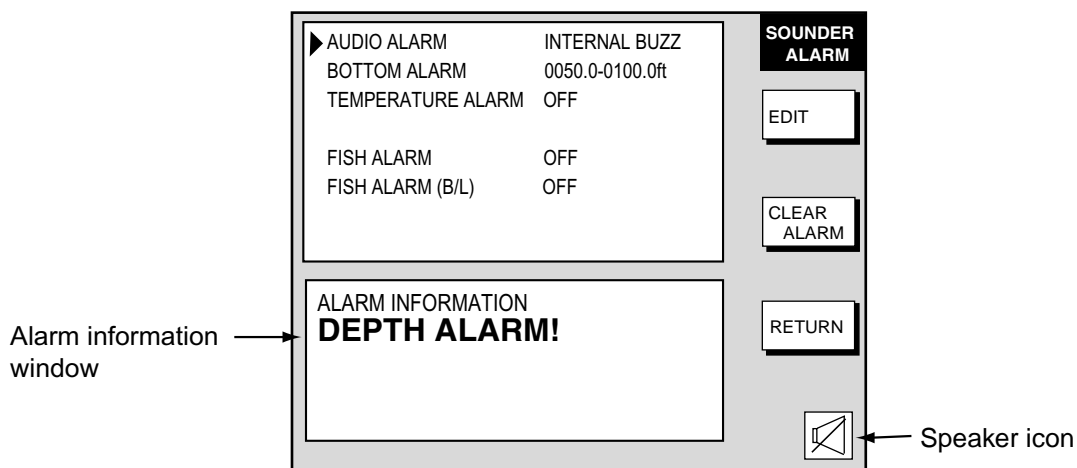 AUDIO ALARM INTERNAL BUZZ
BOTTOM ALARM 0050.0-0100.0ft
TEMPERATURE ALARM OFF
FISH ALARM OFF
FISH ALARM (B/L) OFF
ALARM INFORMATION
DEPTH ALARM!
SOUNDER
ALARM
EDIT
CLEAR
ALARM
RETURN
Alarm information
window
Speaker icon